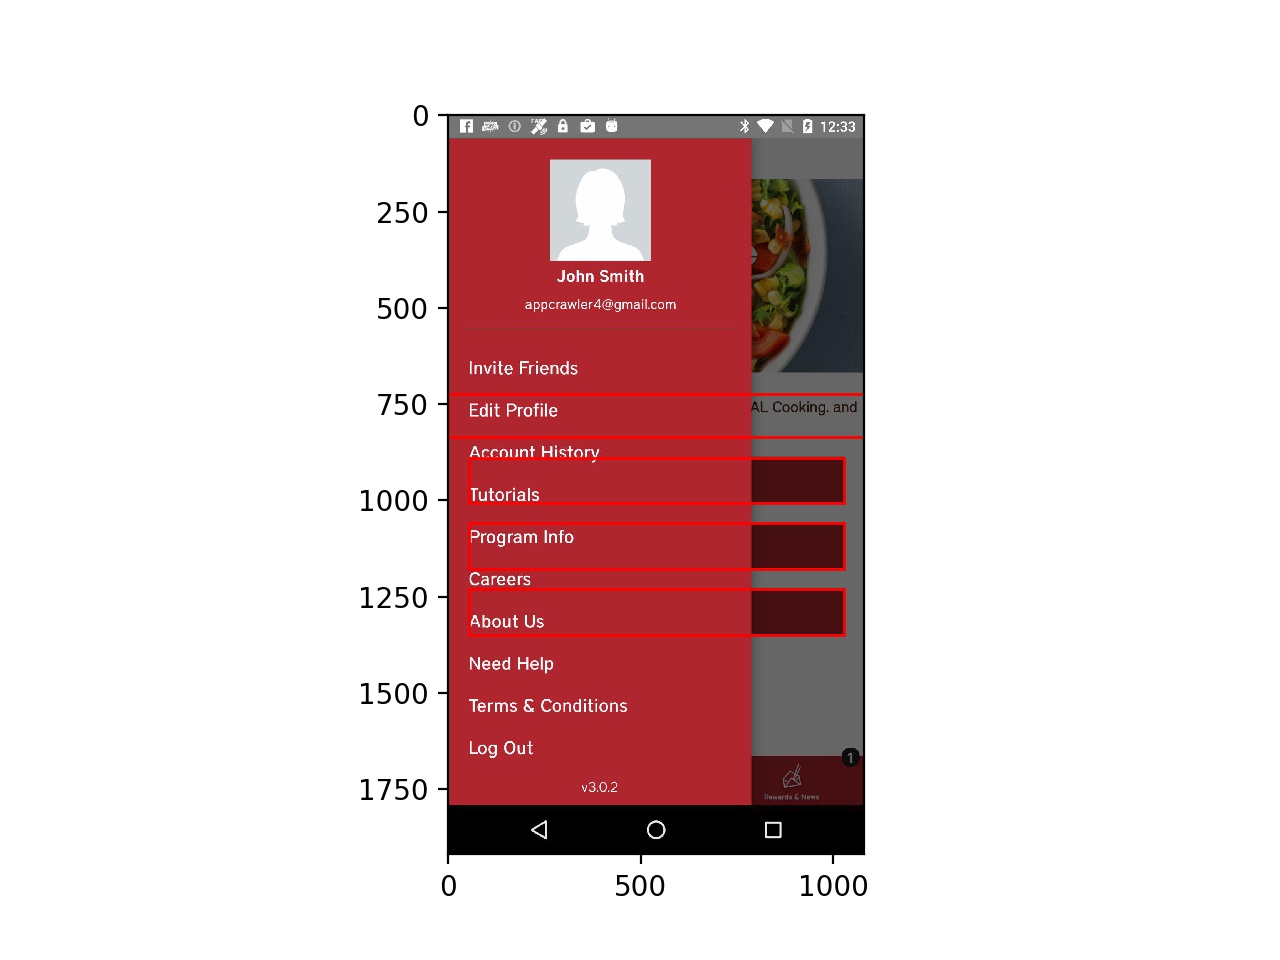 0
12:33
250
John Smith
500
appcrawler4@gmail.com
Invite Friends
750
Edit Profile
AL Cooking. and
Account History
1000
Tutorials
Program Info
1250
Careers
About Us
Need Help
1500
Terms & Conditions
Log Out
1
1750
v3.0.2
Rewards & News
0
500
1000